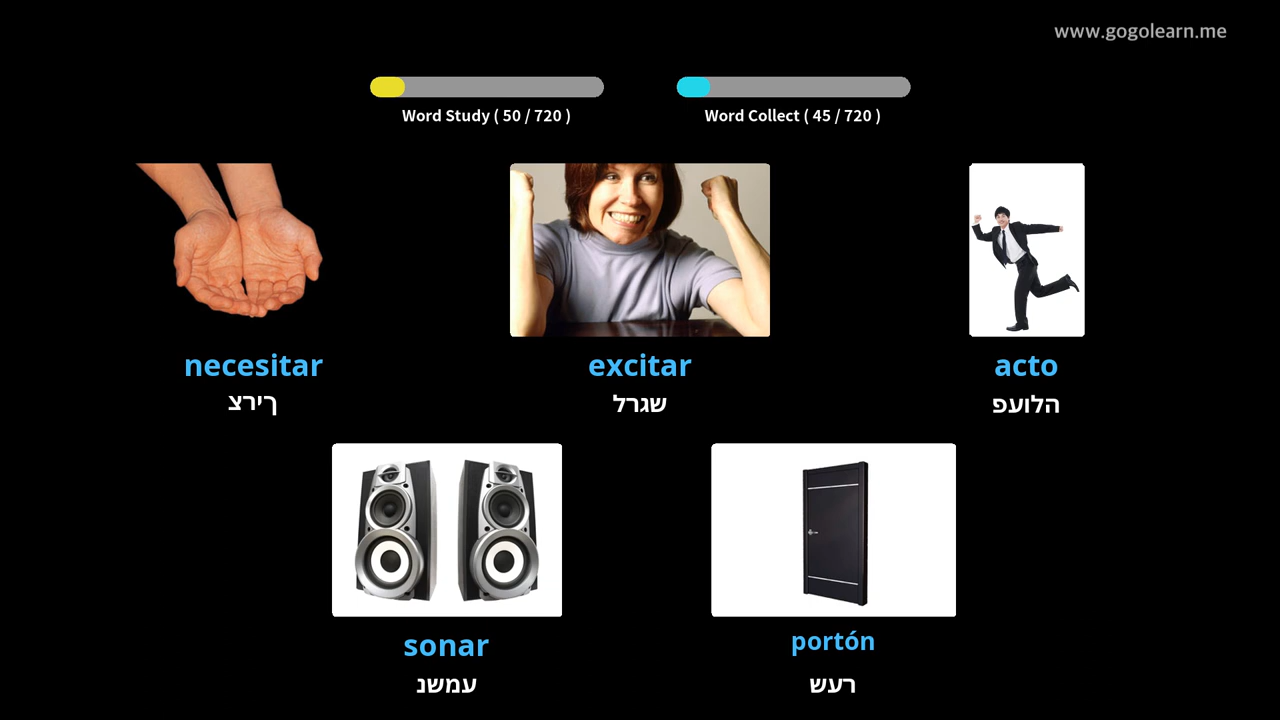 www.gogolearn.me
Word Study ( 50 / 720 )
Word Collect ( 45 / 720 )
necesitar
ךירצ
excitar
שגרל
acto
הלועפ
sonar
עמשנ
portón
רעש